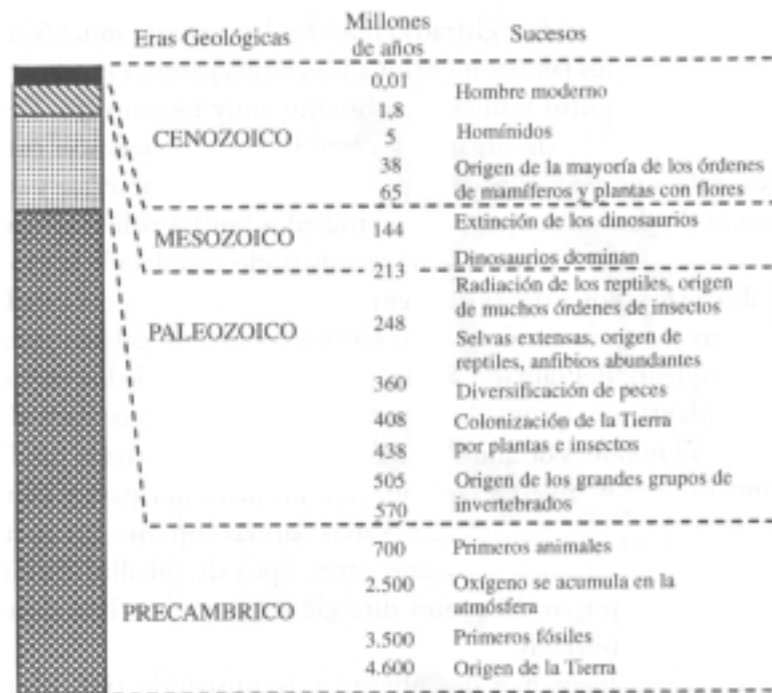 Eras Geológicas Millones de años Sucesos
0,01
Hombre moderno
1,8
CENOZOICO 5 Homínidos
38 Origen de la mayoría de los órdenes
65 de mamíferos y plantas con flores
MESOZOICO 144 Extinción de los dinosaurios
Dinosaurios dominan
213
Radiación de los reptiles, origen
de muchos órdenes de insectos
PALEOZOICO 248
Selvas extensas, origen de
reptiles, anfibios abundantes
360 Diversificación de peces
408 Colonización de la Tierra
438 por plantas e insectos
505 Origen de los grandes grupos de
570 invertebrados
700 Primeros animales
2.500 Oxígeno se acumula en la
atmósfera
PRECAMBRICO
3.500 Primeros fósiles
4.600 Origen de la Tierra